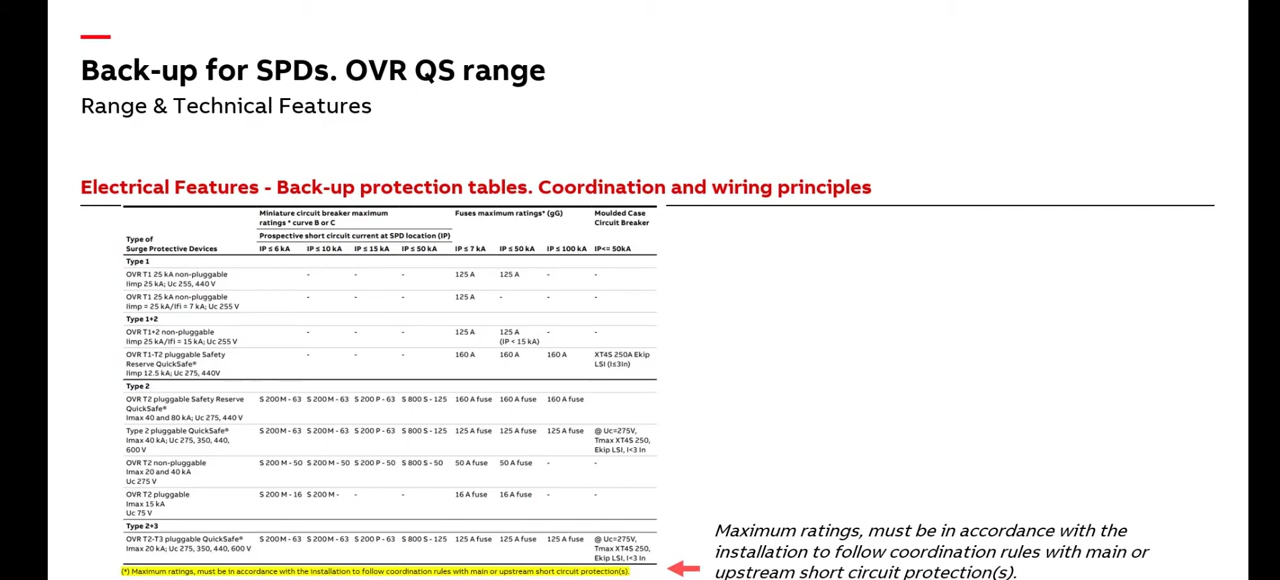 Back-up for SPDs. OVR QS range
Range & Technical Features
Electrical Features - Back-up protection tables. Coordination and wiring principles
Type of Surge Protective Devices | Miniature circuit breaker maximum ratings * curve B or C | Fuses maximum ratings* (gG) | Moulded Case Circuit Breaker
Prospective short circuit current at SPD location (IP)
IP ≤ 6 kA IP ≤ 10 kA IP ≤ 15 kA IP ≤ 50 kA IP ≤ 7 kA IP ≤ 50 kA IP ≤ 100 kA IP<= 50kA
Type 1
OVR T1 25 kA non-pluggable - - - 125 A 125 A - -
Iimp 25 kA; Uc 255, 440 V
OVR T1 25 kA non-pluggable - - - 125 A - - -
Iimp = 25 kA/Ifi = 7 kA; Uc 255 V
Type 1+2
OVR T1+2 non-pluggable - - - 125 A 125 A - -
Iimp 25 kA/Ifi = 15 kA; Uc 255 V (IP < 15 kA)
OVR T1-T2 pluggable Safety - - - 160 A 160 A 160 A XT4S 250A Ekip
Reserve QuickSafe® LSI (I≤3In)
Iimp 12.5 kA; Uc 275, 440V
Type 2
OVR T2 pluggable Safety Reserve S 200 M - 63 S 200 M - 63 S 200 P - 63 S 800 S - 125 160 A fuse 160 A fuse 160 A fuse
QuickSafe®
Imax 40 and 80 kA; Uc 275, 440 V
Type 2 pluggable QuickSafe® S 200 M - 63 S 200 M - 63 S 200 P - 63 S 800 S - 125 125 A fuse 125 A fuse 125 A fuse @ Uc=275V,
Imax 40 kA; Uc 275, 350, 440, Tmax XT4S 250,
600 V Ekip LSI, I<3 In
OVR T2 non-pluggable S 200 M - 50 S 200 M - 50 S 200 P - 50 S 800 S - 50 50 A fuse 50 A fuse - -
Imax 20 and 40 kA
Uc 275 V
OVR T2 pluggable S 200 M - 16 S 200 M - - - 16 A fuse 16 A fuse - -
Imax 15 kA
Uc 75 V
Type 2+3
OVR T2-T3 pluggable QuickSafe® S 200 M - 63 S 200 M - 63 S 200 P - 63 S 800 S - 125 125 A fuse 125 A fuse 125 A fuse @ Uc=275V,
Imax 20 kA; Uc 275, 350, 440, 600 V Tmax XT4S 250,
Ekip LSI, I<3 In
(*) Maximum ratings, must be in accordance with the installation to follow coordination rules with main or upstream short circuit protection(s).
Maximum ratings, must be in accordance with the
installation to follow coordination rules with main or
upstream short circuit protection(s).